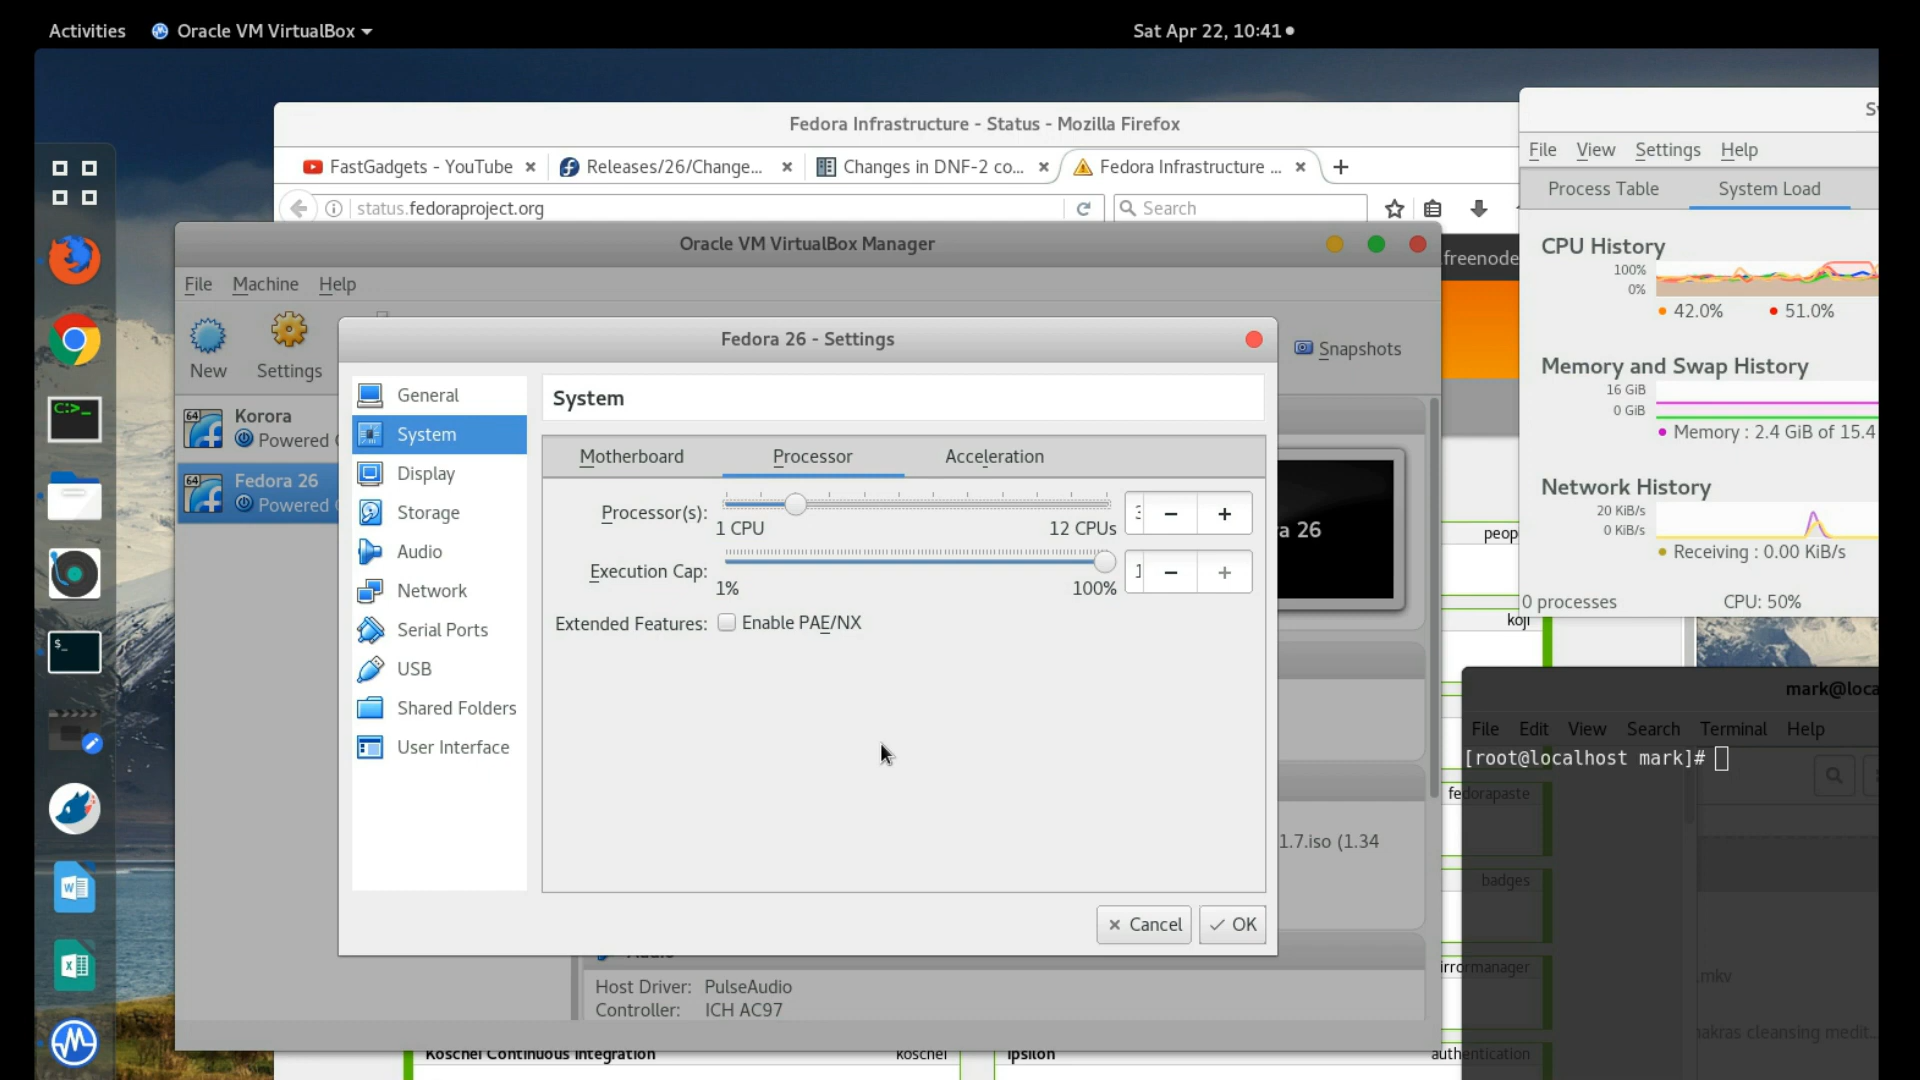 Activities
Oracle VM VirtualBox
Sat Apr 22, 10:41
Fedora Infrastructure - Status - Mozilla Firefox
FastGadgets - YouTube
Releases/26/Change...
Changes in DNF-2 co...
Fedora Infrastructure ...
status.fedoraproject.org
Search
freenode
Oracle VM VirtualBox Manager
File Machine Help
New
Settings
Snapshots
Korora
Powered
Fedora 26
Powered
Fedora 26 - Settings
General
System
Display
Storage
Audio
Network
Serial Ports
USB
Shared Folders
User Interface
System
Motherboard
Processor
Acceleration
Processor(s):
1 CPU
12 CPUs
Execution Cap:
1%
100%
Extended Features:
Enable PAE/NX
Cancel
OK
a 26
1.7.iso (1.34
Host Driver: PulseAudio
Controller: ICH AC97
Koschei Continuous Integration
koschei
ipsilon
authentication
File View Settings Help
Process Table
System Load
CPU History
100%
0%
42.0%
51.0%
Memory and Swap History
16 GiB
0 GiB
Memory : 2.4 GiB of 15.4
Network History
20 KiB/s
0 KiB/s
Receiving : 0.00 KiB/s
0 processes
CPU: 50%
peop
koji
mark@loca
File Edit View Search Terminal Help
[root@localhost mark]#
fedorapaste
badges
irrormanager
.mkv
akras cleansing medit...